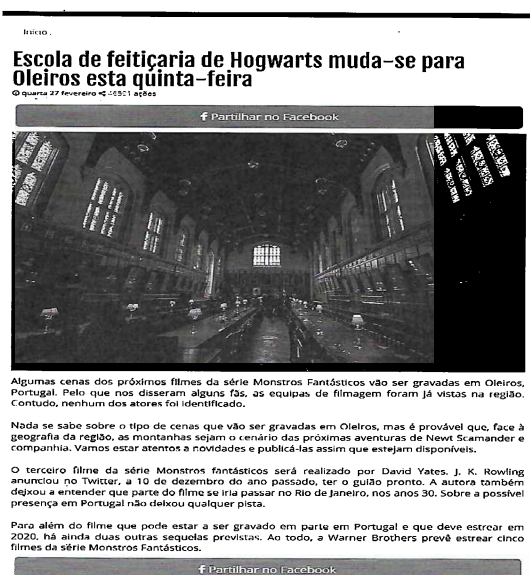 Início .
Escola de feitiçaria de Hogwarts muda-se para
Oleiros esta quinta-feira
quarta 27 fevereiro 46501 ações
f Partilhar no Facebook
Algumas cenas dos próximos filmes da série Monstros Fantásticos vão ser gravadas em Oleiros,
Portugal. Pelo que nos disseram alguns fãs, as equipas de filmagem foram já vistas na região.
Contudo, nenhum dos atores foi identificado.
Nada se sabe sobre o tipo de cenas que vão ser gravadas em Oleiros, mas é provável que, face à
geografia da região, as montanhas sejam o cenário das próximas aventuras de Newt Scamander e
companhia. Vamos estar atentos a novidades e publicá-las assim que estejam disponíveis.
O terceiro filme da série Monstros fantásticos será realizado por David Yates. J. K. Rowling
anunciou no Twitter, a 10 de dezembro do ano passado, ter o guião pronto. A autora também
deixou a entender que parte do filme se iria passar no Rio de Janeiro, nos anos 30. Sobre a possível
presença em Portugal não deixou qualquer pista.
Para além do filme que pode estar a ser gravado em parte em Portugal e que deve estrear em
2020, há ainda duas outras sequelas previstas. Ao todo, a Warner Brothers prevê estrear cinco
filmes da série Monstros Fantásticos.
f Partilhar no Facebook